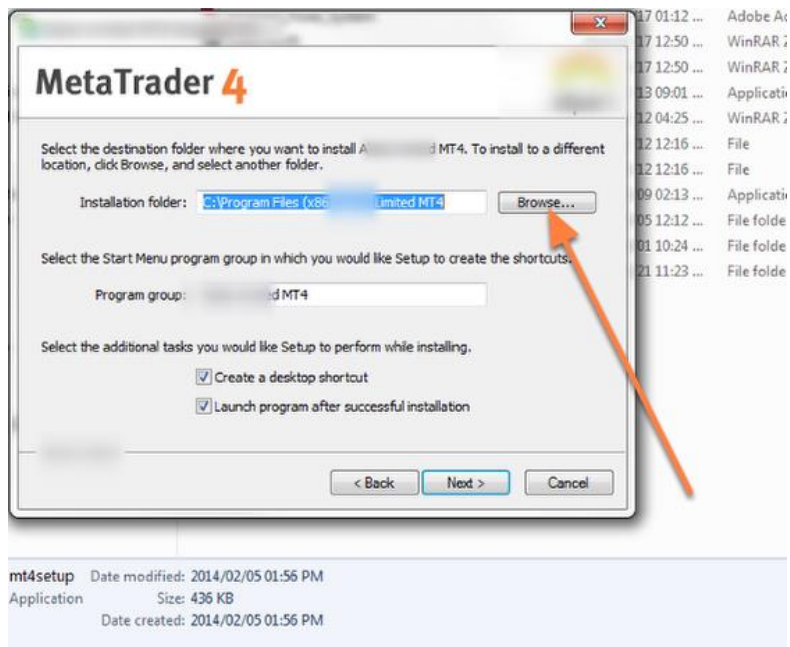 MetaTrader 4
Select the destination folder where you want to install A MT4. To install to a different
location, click Browse, and select another folder.
Installation folder: C:\Program Files (x86 Limited MT4 Browse...
Select the Start Menu program group in which you would like Setup to create the shortcuts.
Program group: d MT4
Select the additional tasks you would like Setup to perform while installing.
Create a desktop shortcut
Launch program after successful installation
< Back Next > Cancel
17 01:12 ... Adobe Ac
17 12:50 ... WinRAR Z
17 12:50 ... WinRAR Z
13 09:01 ... Applicati
12 04:25 ... WinRAR Z
12 12:16 ... File
12 12:16 ... File
09 02:13 ... Applicati
05 12:12 ... File folde
01 10:24 ... File folde
21 11:23 ... File folde
mt4setup Date modified: 2014/02/05 01:56 PM
Application Size: 436 KB
Date created: 2014/02/05 01:56 PM